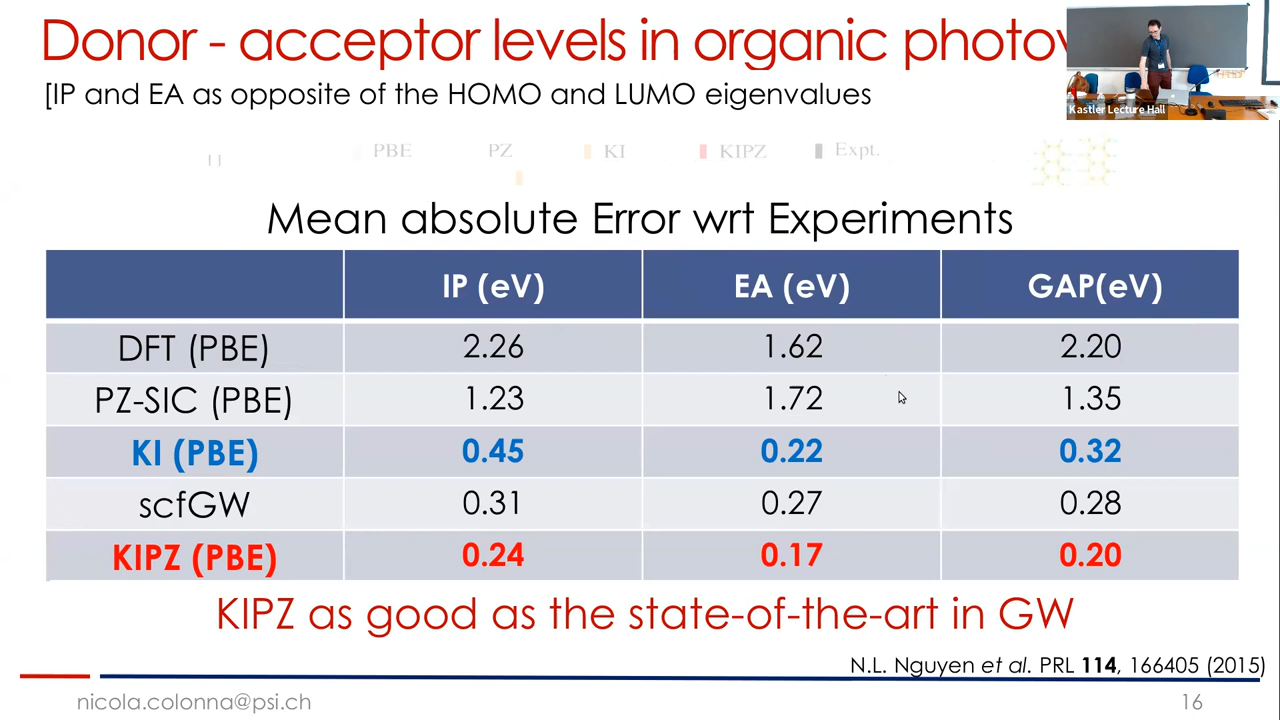 Donor - acceptor levels in organic photov
Kastler Lecture Hall
[IP and EA as opposite of the HOMO and LUMO eigenvalues
11 PBE PZ KI KIPZ Expt.
Mean absolute Error wrt Experiments
IP (eV) EA (eV) GAP(eV)
DFT (PBE) 2.26 1.62 2.20
PZ-SIC (PBE) 1.23 1.72 1.35
KI (PBE) 0.45 0.22 0.32
scfGW 0.31 0.27 0.28
KIPZ (PBE) 0.24 0.17 0.20
KIPZ as good as the state-of-the-art in GW
N.L. Nguyen et al. PRL 114, 166405 (2015)
nicola.colonna@psi.ch 16